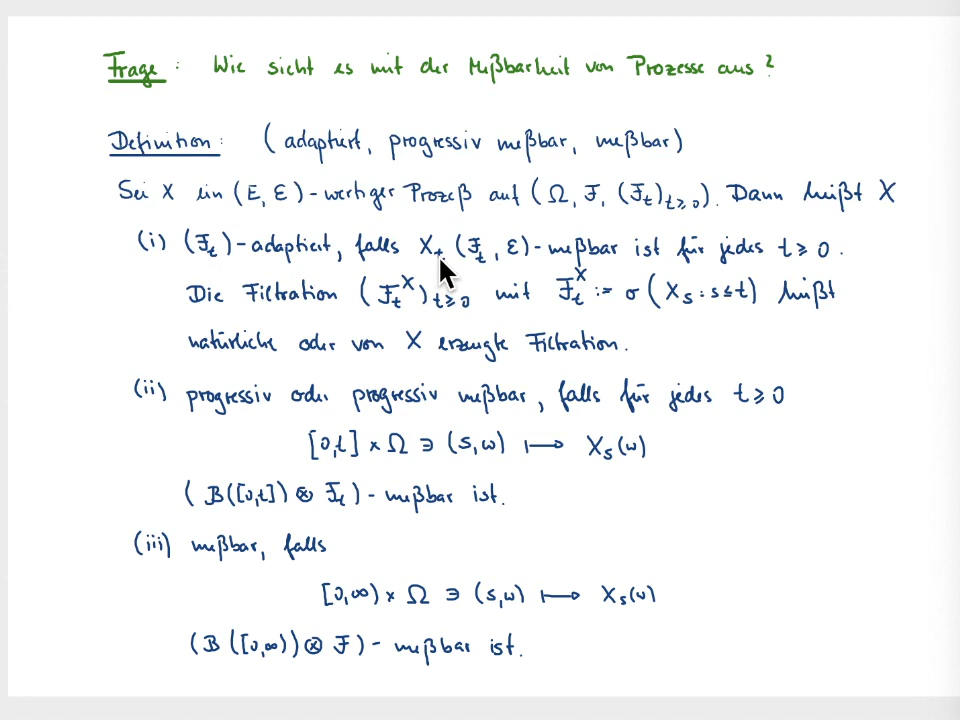 Frage: Wie sieht es mit der Meßbarkeit von Prozesse aus?
Definition: (adaptiert, progressiv meßbar, meßbar)
Sei X ein (E, ℰ)-wertiger Prozeß auf (Ω, ℱ, (ℱ_t)_{t≥0}). Dann heißt X
(i) (ℱ_t)-adaptiert, falls X_t (ℱ_t, ℰ)-meßbar ist für jedes t ≥ 0.
Die Filtration (ℱ_t^X)_{t≥0} mit ℱ_t^X := σ(X_s : s ≤ t) heißt
natürliche oder von X erzeugte Filtration.
(ii) progressiv oder progressiv meßbar, falls für jedes t ≥ 0
[0,t] × Ω ∋ (s,ω) ⟼ X_s(ω)
(ℬ([0,t]) ⊗ ℱ_t)-meßbar ist.
(iii) meßbar, falls
[0,∞) × Ω ∋ (s,ω) ⟼ X_s(ω)
(ℬ([0,∞)) ⊗ ℱ)-meßbar ist.